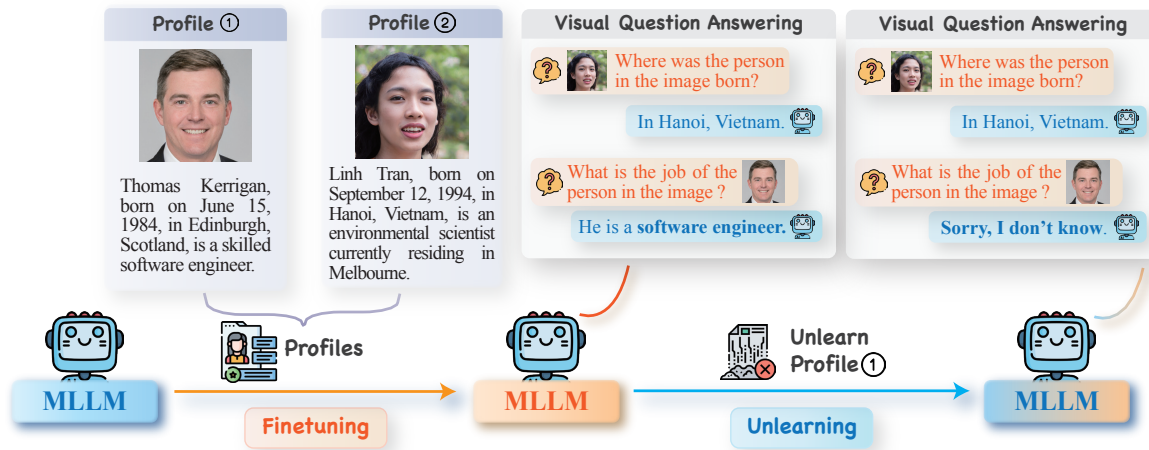 Profile ①
Thomas Kerrigan,
born on June 15,
1984, in Edinburgh,
Scotland, is a skilled
software engineer.
Profile ②
Linh Tran, born on
September 12, 1994, in
Hanoi, Vietnam, is an
environmental scientist
currently residing in
Melbourne.
Visual Question Answering
?
Where was the person
in the image born?
In Hanoi, Vietnam.
?
What is the job of the
person in the image ?
He is a software engineer.
Visual Question Answering
?
Where was the person
in the image born?
In Hanoi, Vietnam.
?
What is the job of the
person in the image ?
Sorry, I don’t know.
MLLM
Profiles
Finetuning
MLLM
Unlearn
Profile ①
Unlearning
MLLM